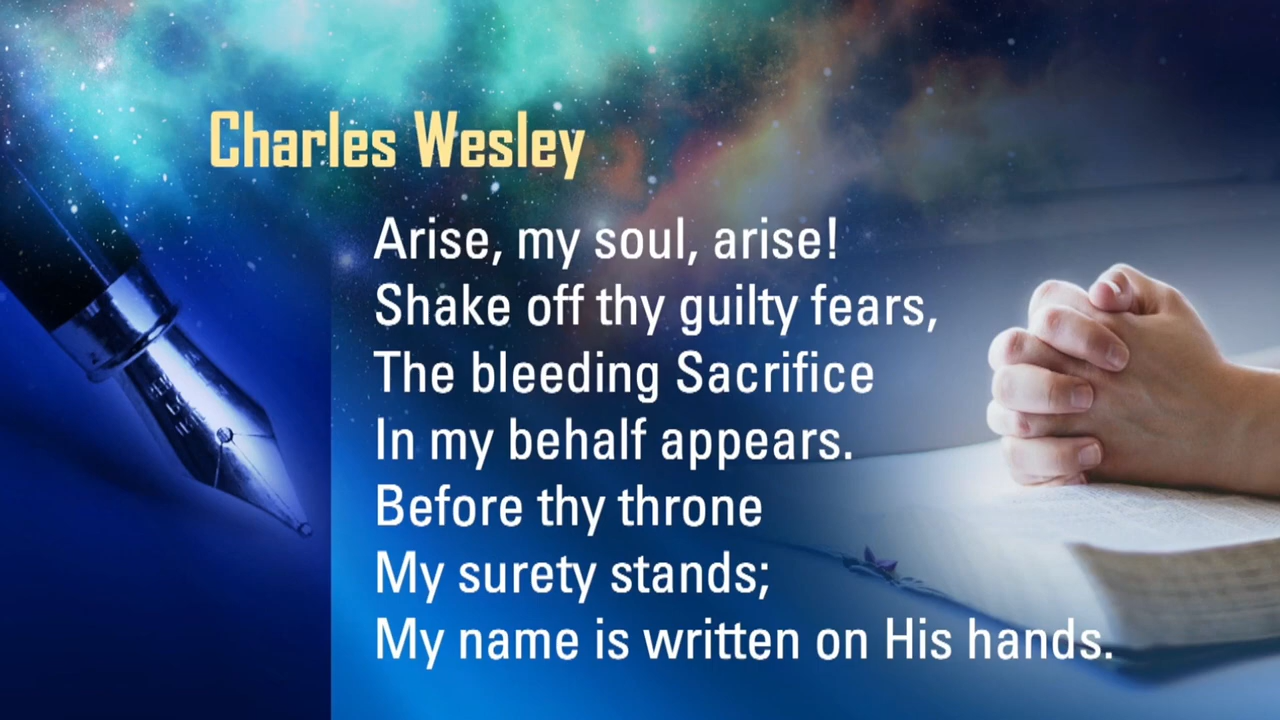 Charles Wesley
Arise, my soul, arise!
Shake off thy guilty fears,
The bleeding Sacrifice
In my behalf appears.
Before thy throne
My surety stands;
My name is written on His hands.